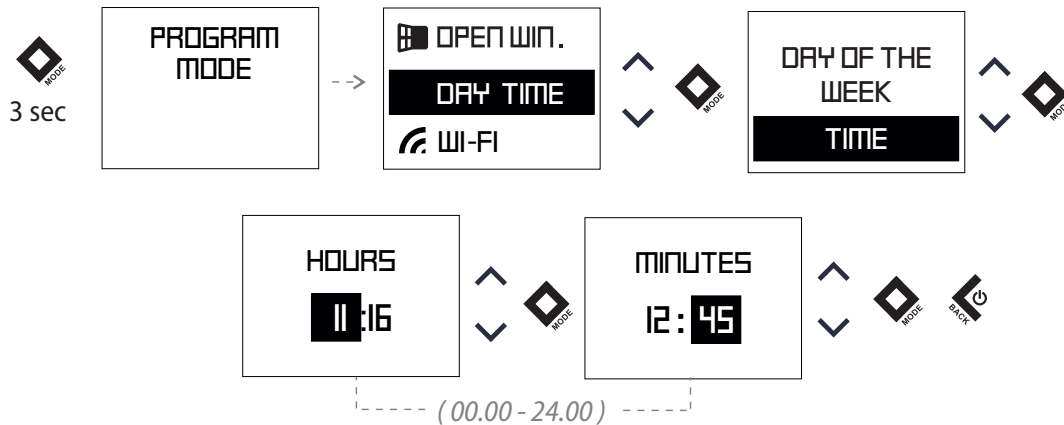 MODE
3 sec
PROGRAM
MODE
OPEN WIN.
DAY TIME
WI-FI
MODE
DAY OF THE
WEEK
TIME
MODE
HOURS
11:16
MODE
MINUTES
12:45
MODE
BACK
( 00.00 - 24.00 )